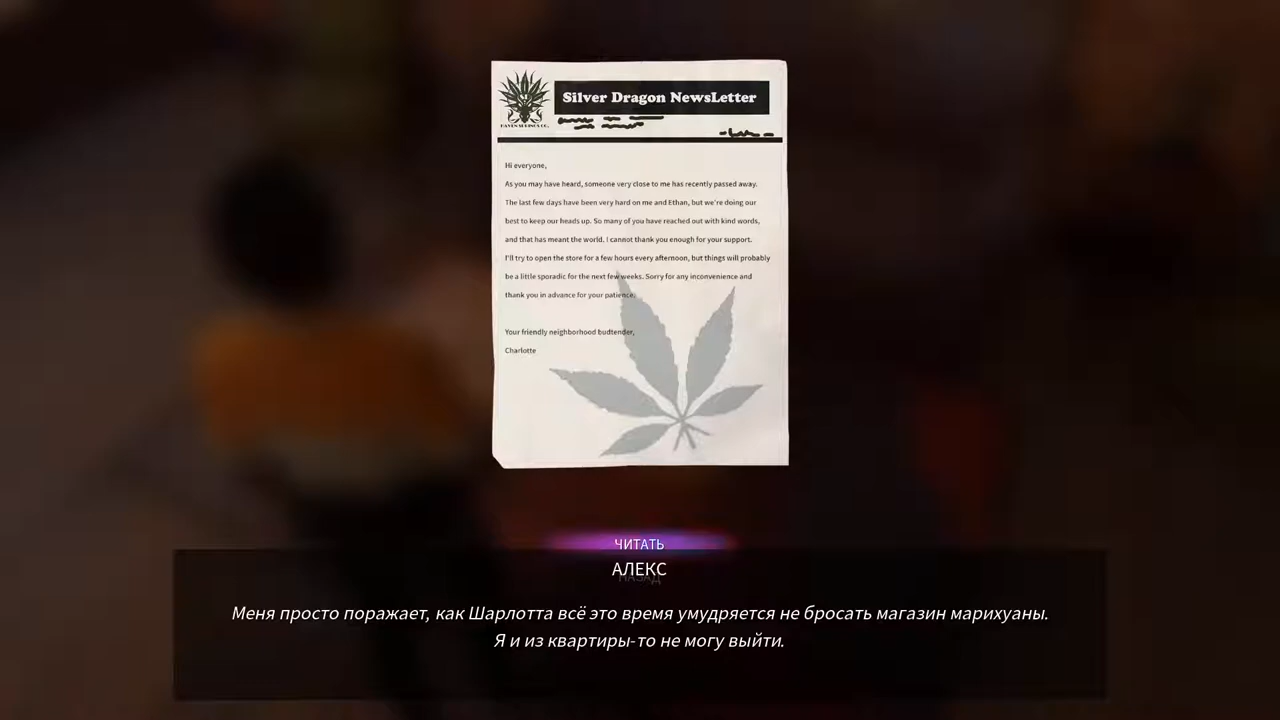 Silver Dragon NewsLetter
HAVEN SPRINGS CO.
Hi everyone,
As you may have heard, someone very close to me has recently passed away.
The last few days have been very hard on me and Ethan, but we're doing our
best to keep our heads up. So many of you have reached out with kind words,
and that has meant the world. I cannot thank you enough for your support.
I'll try to open the store for a few hours every afternoon, but things will probably
be a little sporadic for the next few weeks. Sorry for any inconvenience and
thank you in advance for your patience.
Your friendly neighborhood budtender,
Charlotte
ЧИТАТЬ
АЛЕКС
НАЗАД
Меня просто поражает, как Шарлотта всё это время умудряется не бросать магазин марихуаны.
Я и из квартиры-то не могу выйти.